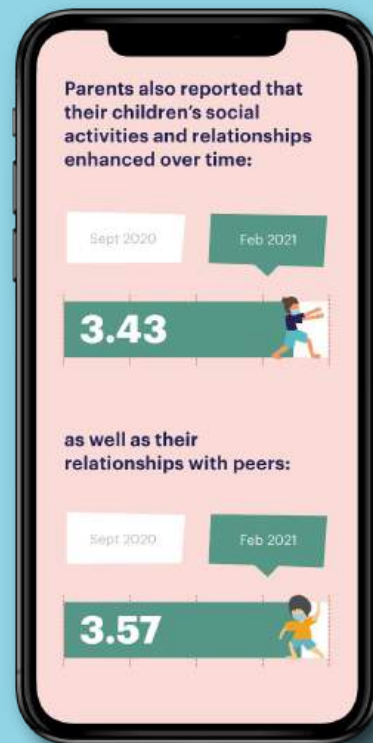 Parents also reported that
their children's social
activities and relationships
enhanced over time:
Sept 2020
Feb 2021
3.43
as well as their
relationships with peers:
Sept 2020
Feb 2021
3.57